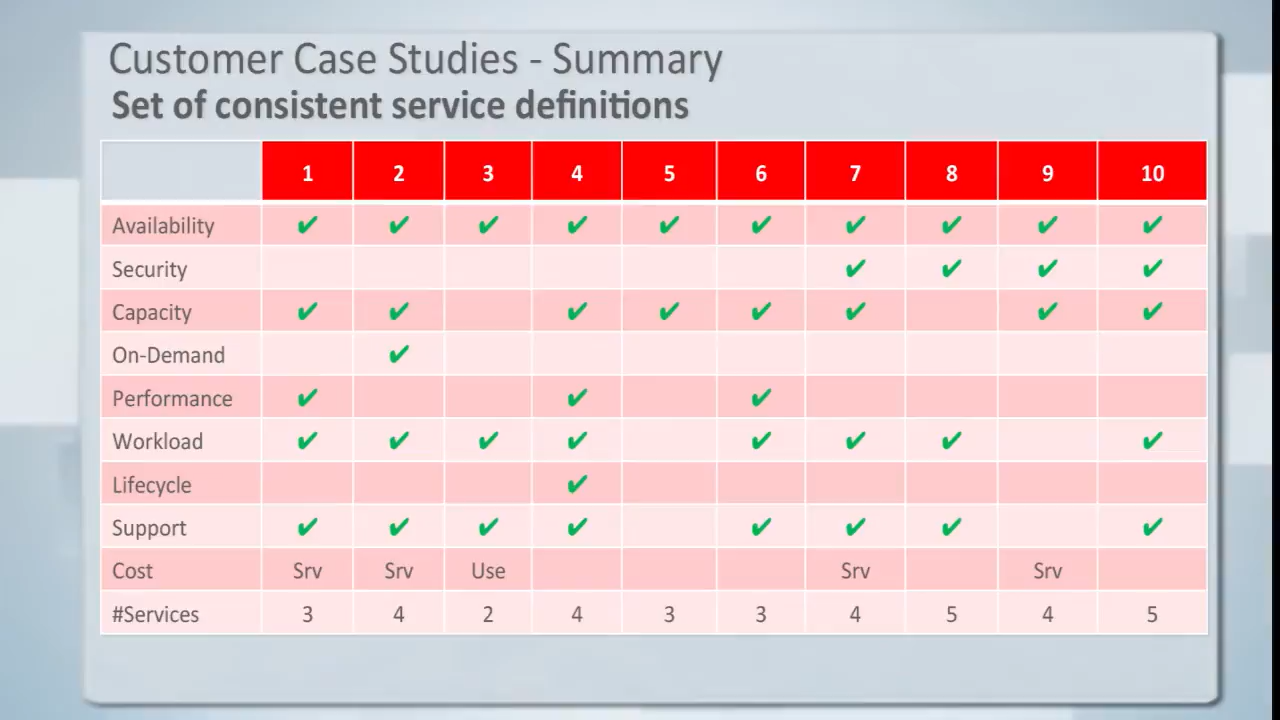 Customer Case Studies - Summary
Set of consistent service definitions
1 2 3 4 5 6 7 8 9 10
Availability ✔ ✔ ✔ ✔ ✔ ✔ ✔ ✔ ✔ ✔
Security ✔ ✔ ✔ ✔
Capacity ✔ ✔ ✔ ✔ ✔ ✔ ✔ ✔
On-Demand ✔
Performance ✔ ✔ ✔
Workload ✔ ✔ ✔ ✔ ✔ ✔ ✔ ✔
Lifecycle ✔
Support ✔ ✔ ✔ ✔ ✔ ✔ ✔ ✔
Cost Srv Srv Use Srv Srv
#Services 3 4 2 4 3 3 4 5 4 5